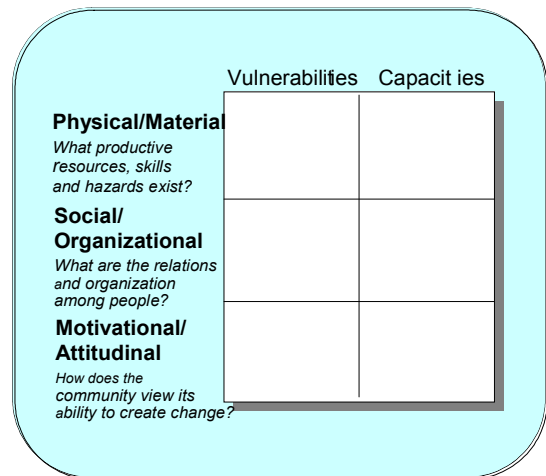 Vulnerabilities Capacit ies
Physical/Material
What productive
resources, skills
and hazards exist?
Social/
Organizational
What are the relations
and organization
among people?
Motivational/
Attitudinal
How does the
community view its
ability to create change?